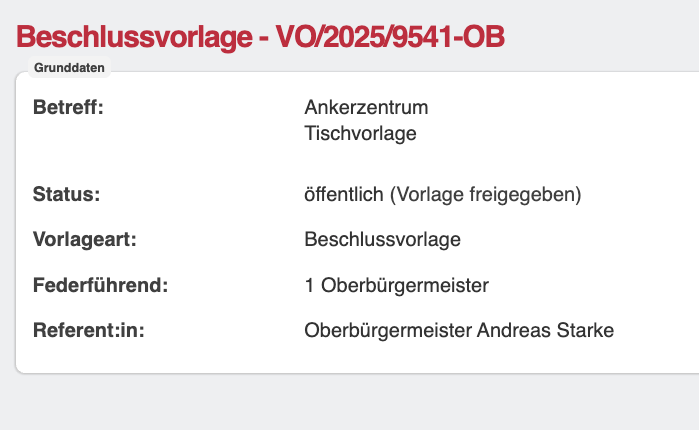 Beschlussvorlage - VO/2025/9541-OB
Grunddaten
Betreff: Ankerzentrum
Tischvorlage
Status: öffentlich (Vorlage freigegeben)
Vorlageart: Beschlussvorlage
Federführend: 1 Oberbürgermeister
Referent:in: Oberbürgermeister Andreas Starke